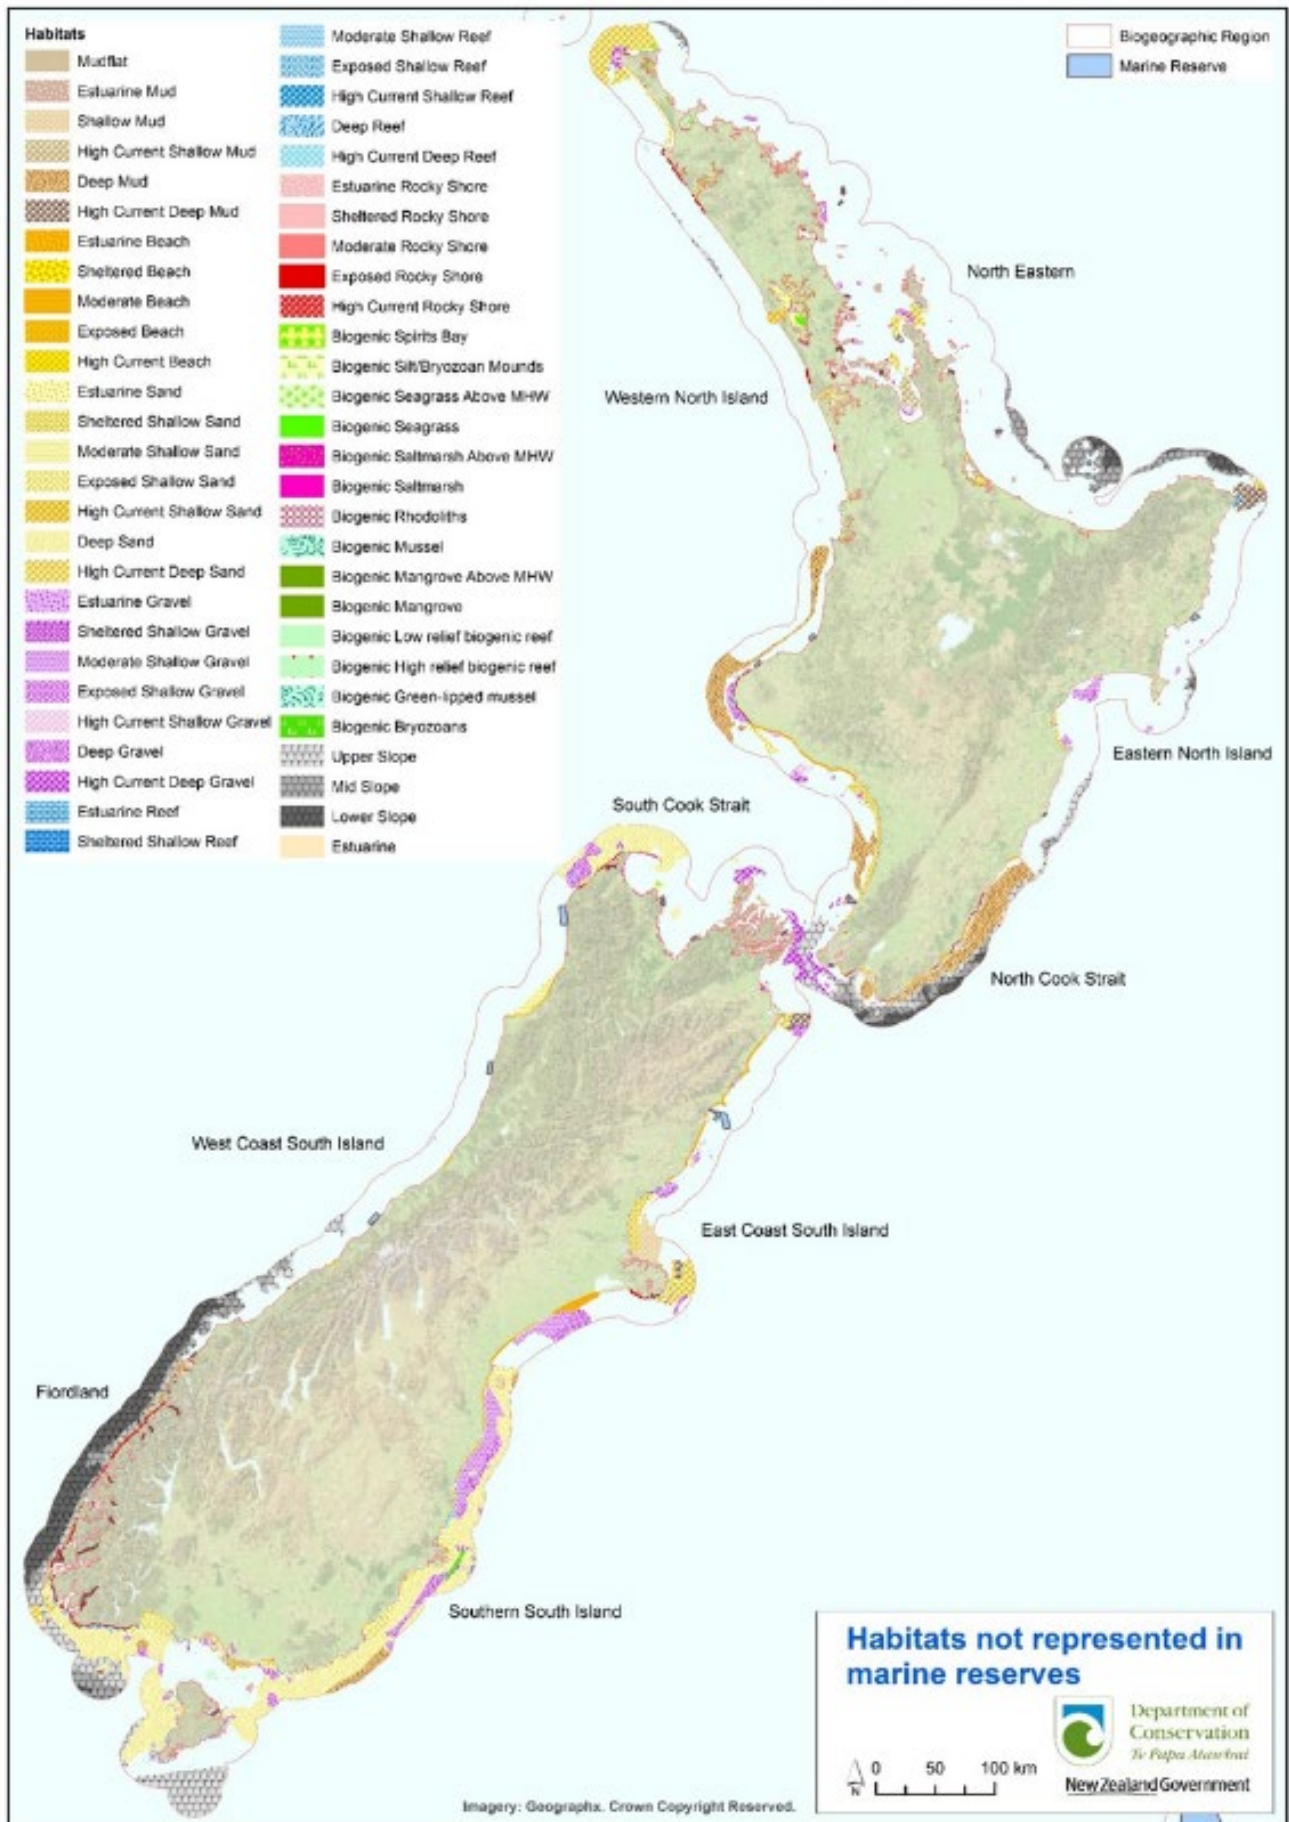 Habitats
Mudflat
Estuarine Mud
Shallow Mud
High Current Shallow Mud
Deep Mud
High Current Deep Mud
Estuarine Beach
Sheltered Beach
Moderate Beach
Exposed Beach
High Current Beach
Estuarine Sand
Sheltered Shallow Sand
Moderate Shallow Sand
Exposed Shallow Sand
High Current Shallow Sand
Deep Sand
High Current Deep Sand
Estuarine Gravel
Sheltered Shallow Gravel
Moderate Shallow Gravel
Exposed Shallow Gravel
High Current Shallow Gravel
Deep Gravel
High Current Deep Gravel
Estuarine Reef
Sheltered Shallow Reef
Moderate Shallow Reef
Exposed Shallow Reef
High Current Shallow Reef
Deep Reef
High Current Deep Reef
Estuarine Rocky Shore
Sheltered Rocky Shore
Moderate Rocky Shore
Exposed Rocky Shore
High Current Rocky Shore
Biogenic Spirits Bay
Biogenic Silt/Bryozoan Mounds
Biogenic Seagrass Above MHW
Biogenic Seagrass
Biogenic Saltmarsh Above MHW
Biogenic Saltmarsh
Biogenic Rhodoliths
Biogenic Mussel
Biogenic Mangrove Above MHW
Biogenic Mangrove
Biogenic Low relief biogenic reef
Biogenic High relief biogenic reef
Biogenic Green-lipped mussel
Biogenic Bryozoans
Upper Slope
Mid Slope
Lower Slope
Estuarine
Biogeographic Region
Marine Reserve
North Eastern
Western North Island
Eastern North Island
South Cook Strait
North Cook Strait
West Coast South Island
East Coast South Island
Fiordland
Southern South Island
Habitats not represented in
marine reserves
Department of
Conservation
Te Papa Atawhai
New Zealand Government
0 50 100 km
N
Imagery: Geographx. Crown Copyright Reserved.